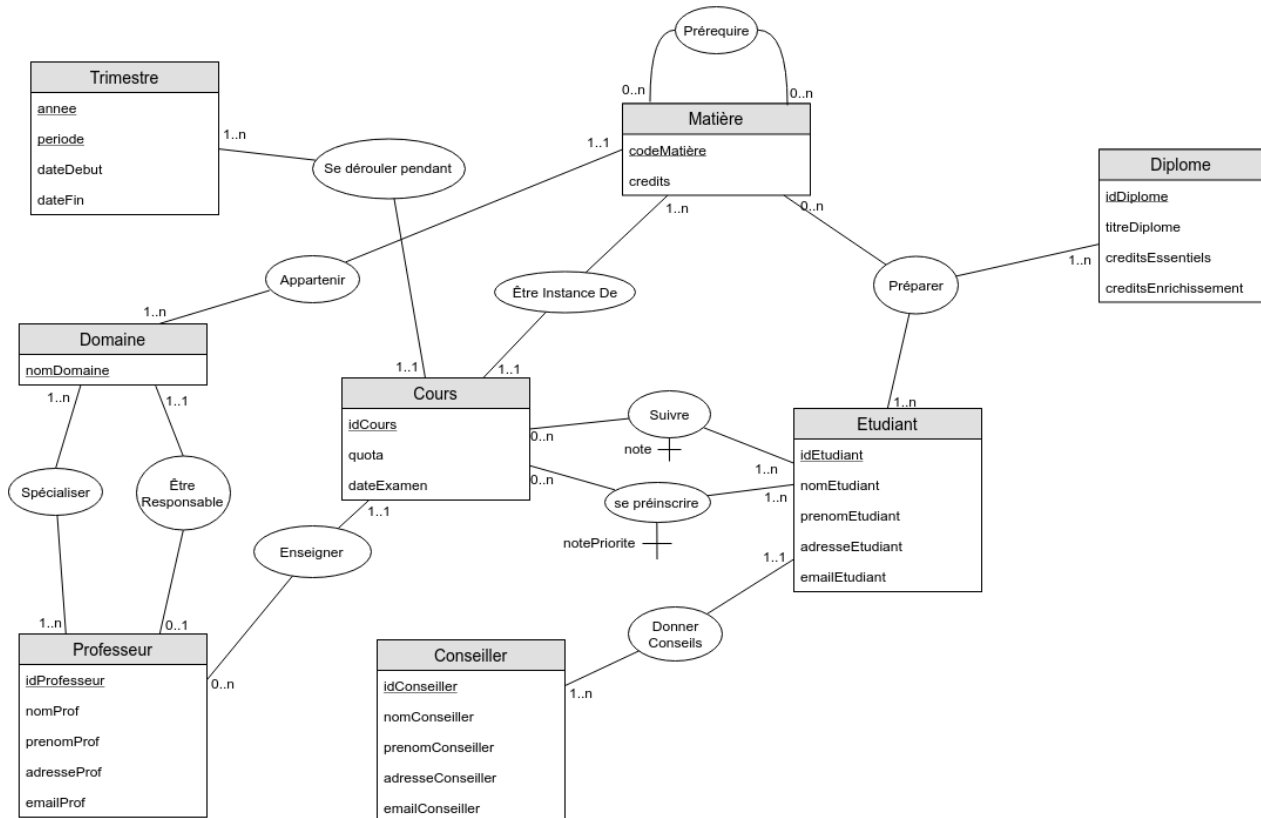 Prérequire
0..n
0..n
Trimestre
annee
periode
dateDebut
dateFin
1..n
Se dérouler pendant
1..1
Matière
codeMatière
credits
1..1
1..n
0..n
Diplome
idDiplome
titreDiplome
creditsEssentiels
creditsEnrichissement
1..n
Appartenir
Être Instance De
Préparer
1..n
Domaine
nomDomaine
1..n
1..1
1..1
Cours
idCours
quota
dateExamen
1..1
0..n
0..n
Suivre
note
1..n
se préinscrire
1..n
notePriorite
1..n
Etudiant
idEtudiant
nomEtudiant
prenomEtudiant
adresseEtudiant
emailEtudiant
1..1
Spécialiser
Être
Responsable
Enseigner
1..n
0..1
0..n
Professeur
idProfesseur
nomProf
prenomProf
adresseProf
emailProf
Donner
Conseils
1..n
Conseiller
idConseiller
nomConseiller
prenomConseiller
adresseConseiller
emailConseiller